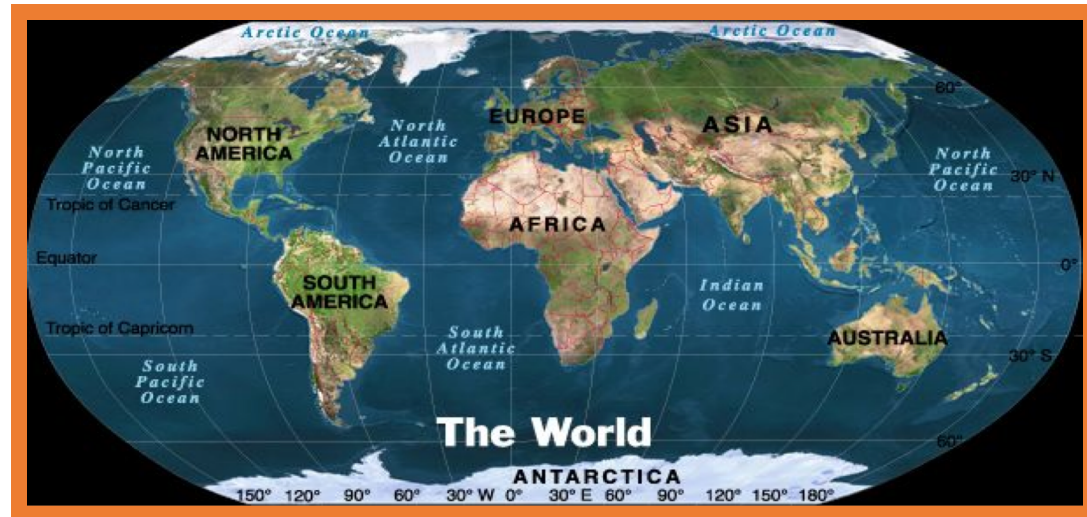 Arctic Ocean
Arctic Ocean
60°
EUROPE
ASIA
NORTH
AMERICA
North
Atlantic
Ocean
North
Pacific
Ocean
North
Pacific
Ocean
30° N
Tropic of Cancer
AFRICA
Equator
0°
SOUTH
AMERICA
Indian
Ocean
Tropic of Capricorn
South
Atlantic
Ocean
AUSTRALIA
30° S
South
Pacific
Ocean
The World
60°
ANTARCTICA
150° 120° 90° 60° 30° W 0° 30° E 60° 90° 120° 150° 180°